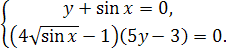 y + sin x = 0,
(4√sin x − 1)(5y − 3) = 0.